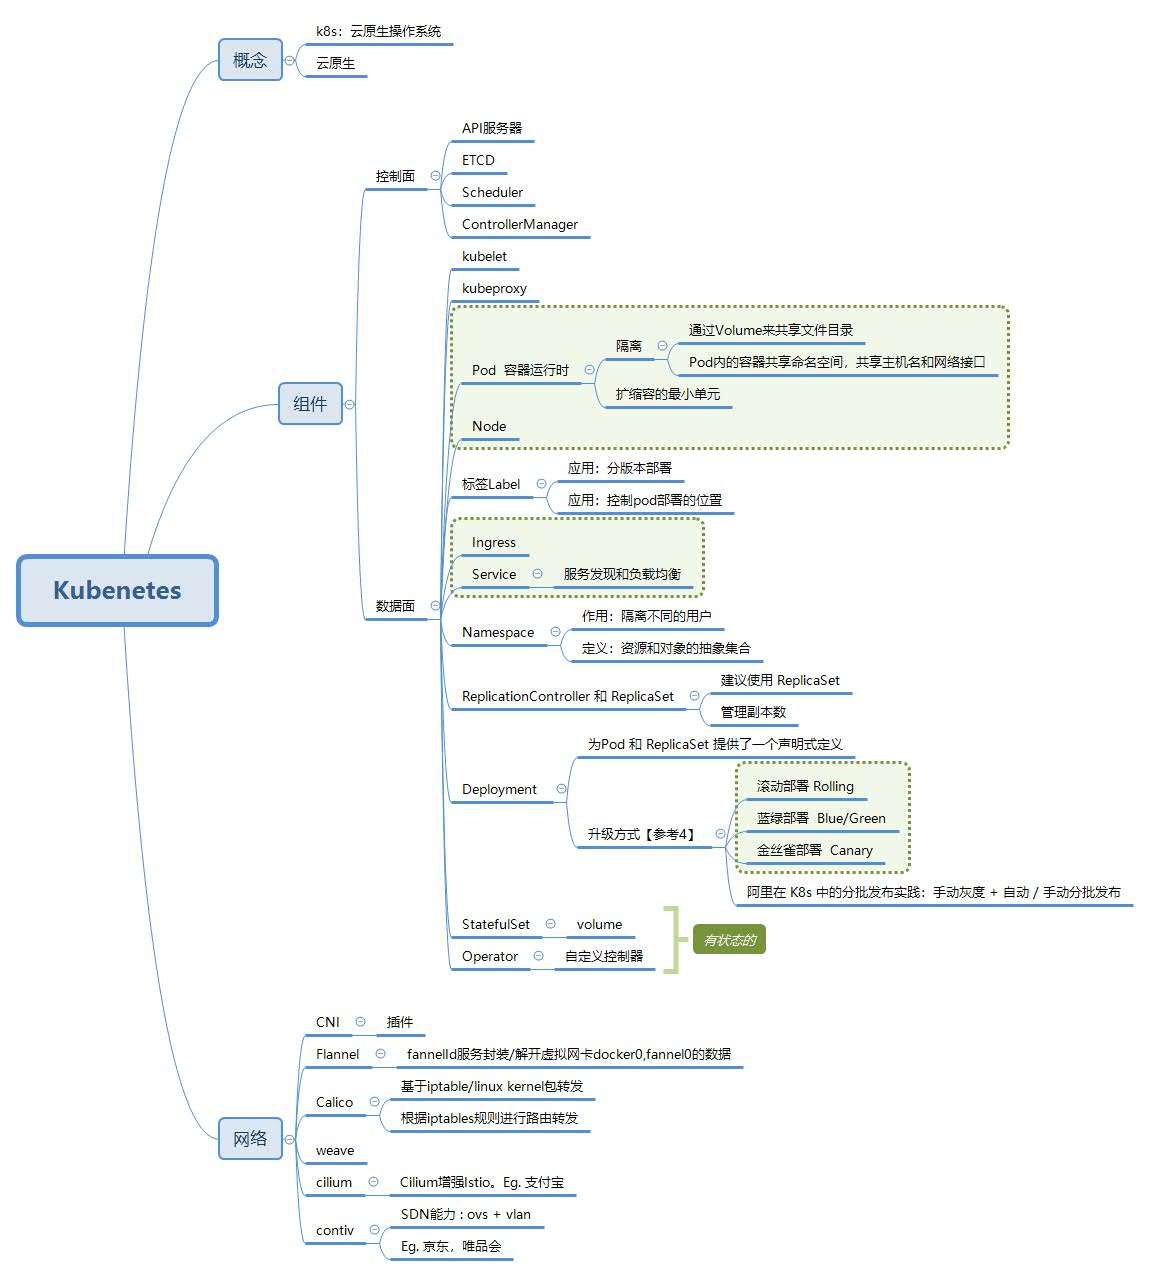 Kubenetes
概念
k8s：云原生操作系统
云原生
组件
控制面
API服务器
ETCD
Scheduler
ControllerManager
数据面
kubelet
kubeproxy
Pod 容器运行时
隔离
通过Volume来共享文件目录
Pod内的容器共享命名空间，共享主机名和网络接口
扩缩容的最小单元
Node
标签Label
应用：分版本部署
应用：控制pod部署的位置
Ingress
Service
服务发现和负载均衡
Namespace
作用：隔离不同的用户
定义：资源和对象的抽象集合
ReplicationController 和 ReplicaSet
建议使用 ReplicaSet
管理副本数
Deployment
为Pod 和 ReplicaSet 提供了一个声明式定义
升级方式【参考4】
滚动部署 Rolling
蓝绿部署 Blue/Green
金丝雀部署 Canary
阿里在 K8s 中的分批发布实践：手动灰度 + 自动 / 手动分批发布
StatefulSet
volume
Operator
自定义控制器
有状态的
网络
CNI
插件
Flannel
fannelId服务封装/解开虚拟网卡docker0,fannel0的数据
Calico
基于iptable/linux kernel包转发
根据iptables规则进行路由转发
weave
cilium
Cilium增强Istio。Eg. 支付宝
contiv
SDN能力 : ovs + vlan
Eg. 京东，唯品会